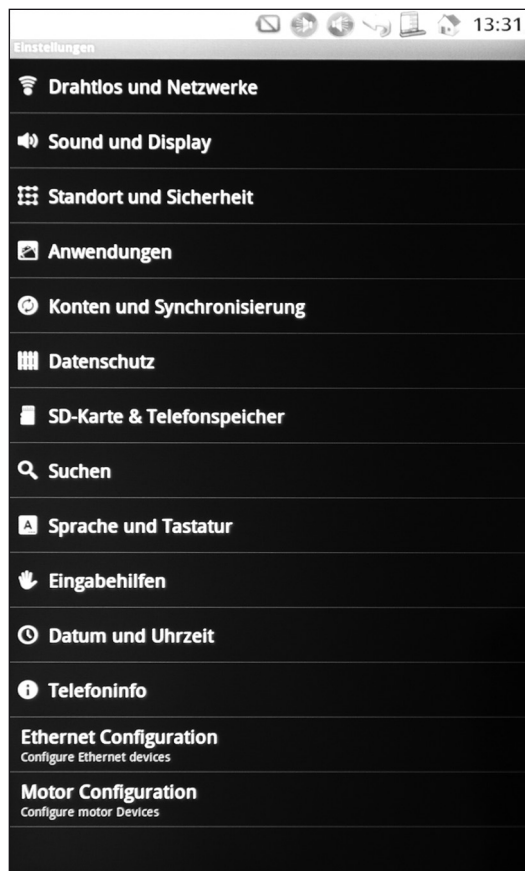 13:31
Einstellungen
Drahtlos und Netzwerke
Sound und Display
Standort und Sicherheit
Anwendungen
Konten und Synchronisierung
Datenschutz
SD-Karte & Telefonspeicher
Suchen
A
Sprache und Tastatur
Eingabehilfen
Datum und Uhrzeit
Telefoninfo
Ethernet Configuration
Configure Ethernet devices
Motor Configuration
Configure motor Devices